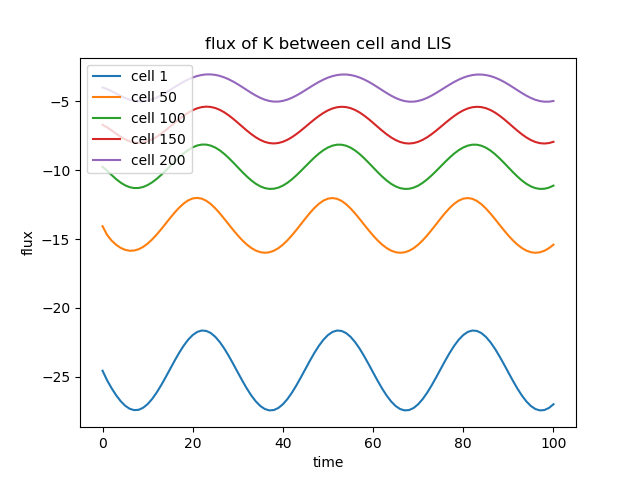 flux of K between cell and LIS
cell 1
cell 50
cell 100
cell 150
cell 200
flux
−5
−10
−15
−20
−25
0 20 40 60 80 100
time